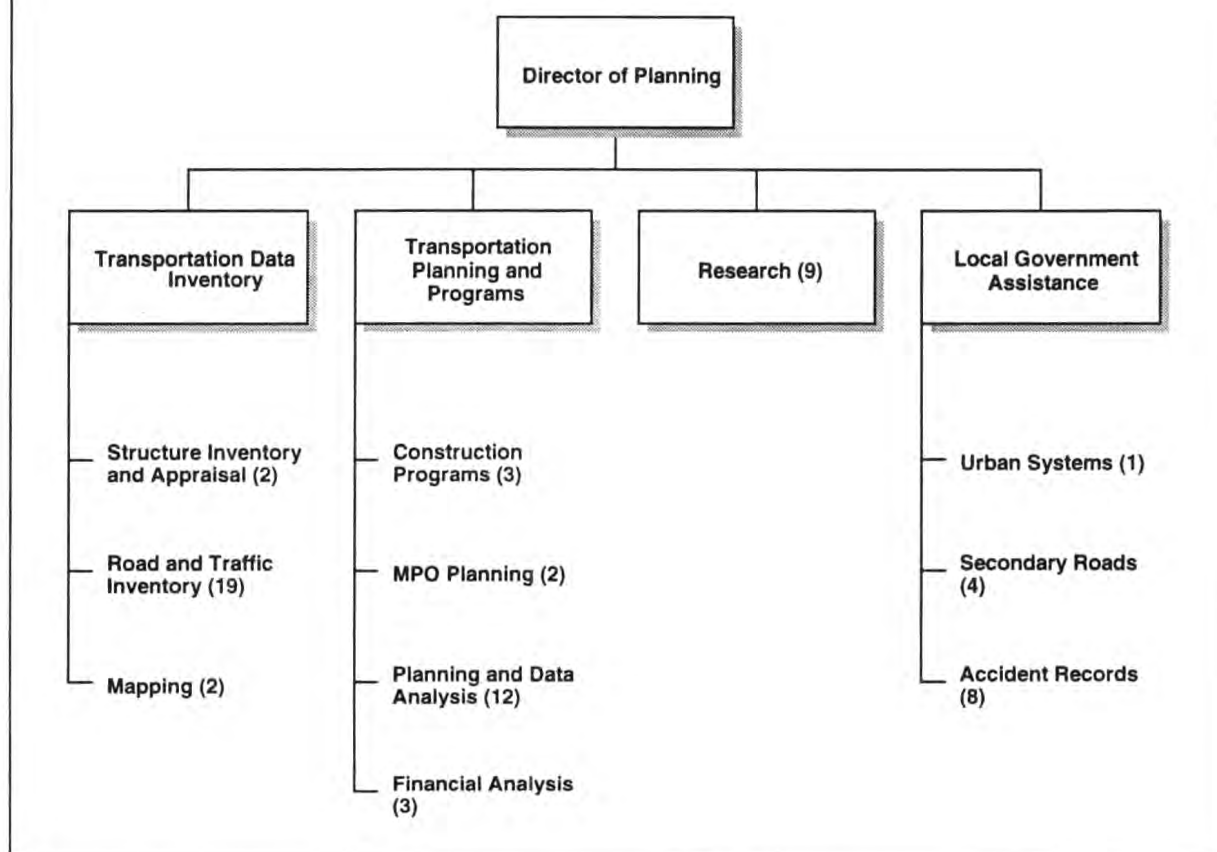 Director of Planning
Transportation Data
Inventory
Transportation
Planning and
Programs
Research (9)
Local Government
Assistance
Structure Inventory
and Appraisal (2)
Road and Traffic
Inventory (19)
Mapping (2)
Construction
Programs (3)
MPO Planning (2)
Planning and Data
Analysis (12)
Financial Analysis
(3)
Urban Systems (1)
Secondary Roads
(4)
Accident Records
(8)